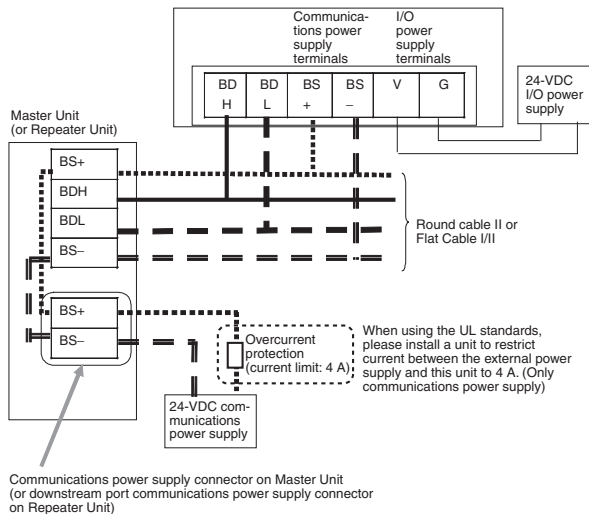 Communica-
tions power
supply
terminals
I/O
power
supply
terminals
BD
H
BD
L
BS
+
BS
–
V
G
24-VDC
I/O power
supply
Master Unit
(or Repeater Unit)
BS+
BDH
BDL
BS–
Round cable II or
Flat Cable I/II
BS+
BS–
Overcurrent
protection
(current limit: 4 A)
When using the UL standards,
please install a unit to restrict
current between the external power
supply and this unit to 4 A. (Only
communications power supply)
24-VDC com-
munications
power supply
Communications power supply connector on Master Unit
(or downstream port communications power supply connector
on Repeater Unit)